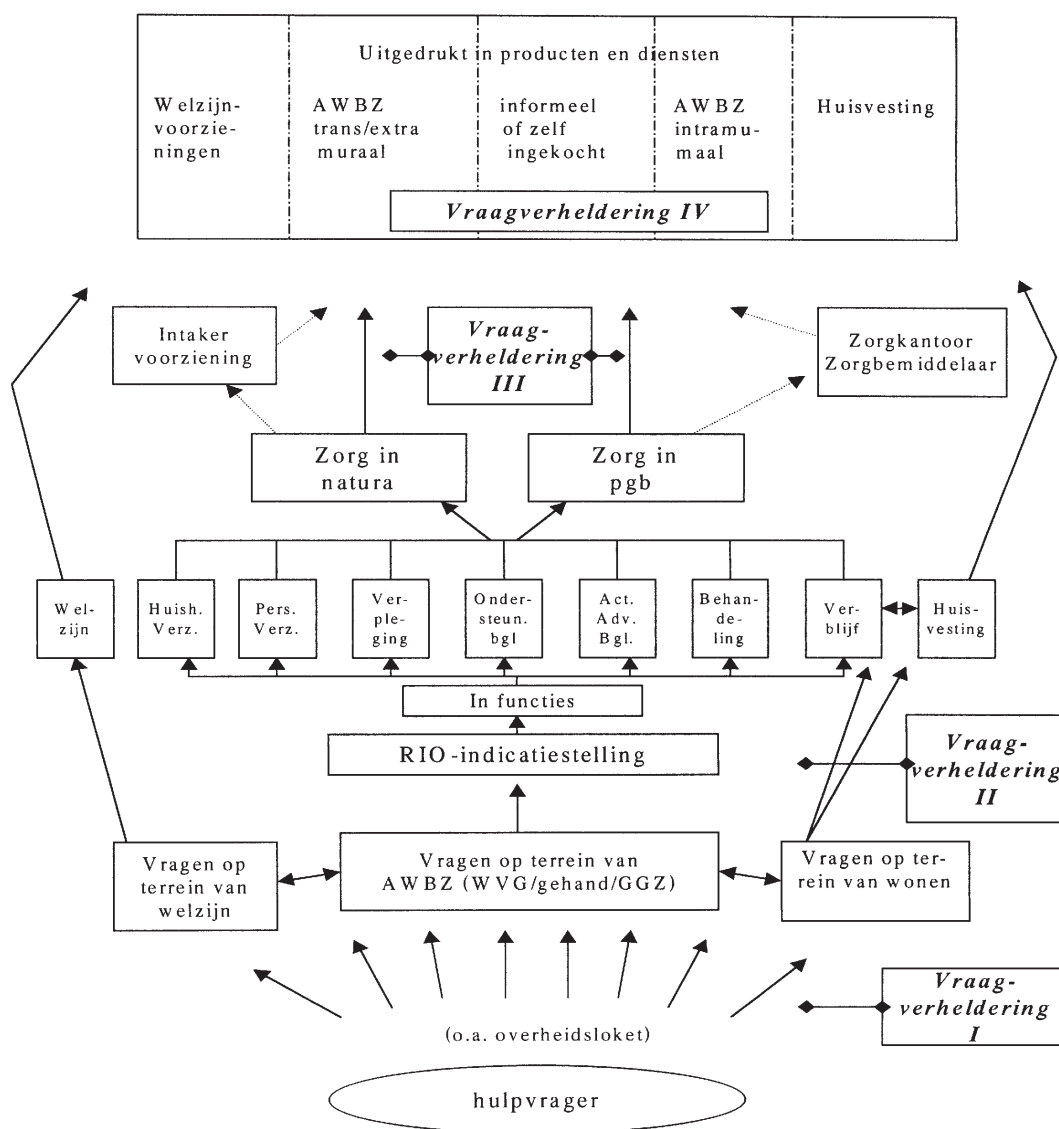 Uitgedrukt in producten en diensten
Welzijn-
voorzie-
ningen
AWBZ
trans/extra
muraal
informeel
of zelf
ingekocht
AWBZ
intramu-
maal
Huisvesting
Vraagverheldering IV
Intaker
voorziening
Vraag-
verheldering
III
Zorgkantoor
Zorgbemiddelaar
Zorg in
natura
Zorg in
pgb
Wel-
zijn
Huish.
Verz.
Pers.
Verz.
Ver-
ple-
ging
Onder-
steun.
bgl
Act.
Adv.
Bgl.
Behan-
de-
ling
Ver-
blijf
Huis-
vesting
In functies
RIO-indicatiestelling
Vraag-
verheldering
II
Vragen op
terrein van
welzijn
Vragen op terrein van
AWBZ (WVG/gehand/GGZ)
Vragen op ter-
rein van wonen
Vraag-
verheldering
I
(o.a. overheidsloket)
hulpvrager